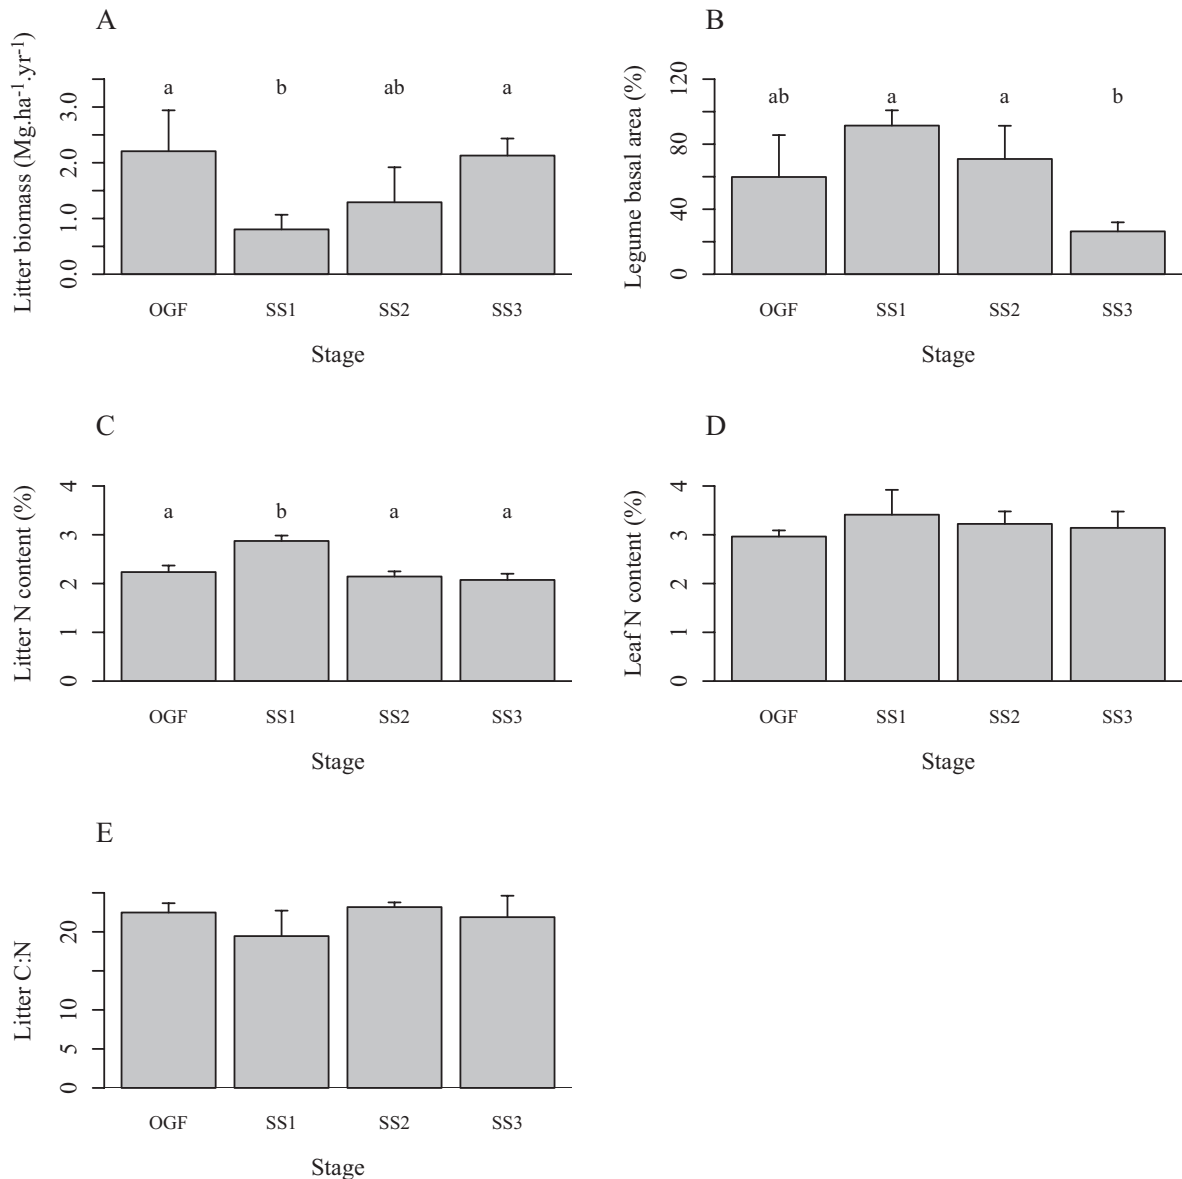 A
Litter biomass (Mg.ha⁻¹.yr⁻¹)
3.0
2.0
1.0
0.0
a b ab a
OGF SS1 SS2 SS3
Stage
B
Legume basal area (%)
120
80
40
0
ab a a b
OGF SS1 SS2 SS3
Stage
C
Litter N content (%)
4
3
2
1
0
a b a a
OGF SS1 SS2 SS3
Stage
D
Leaf N content (%)
4
3
2
1
0
OGF SS1 SS2 SS3
Stage
E
Litter C:N
20
10
5
0
OGF SS1 SS2 SS3
Stage